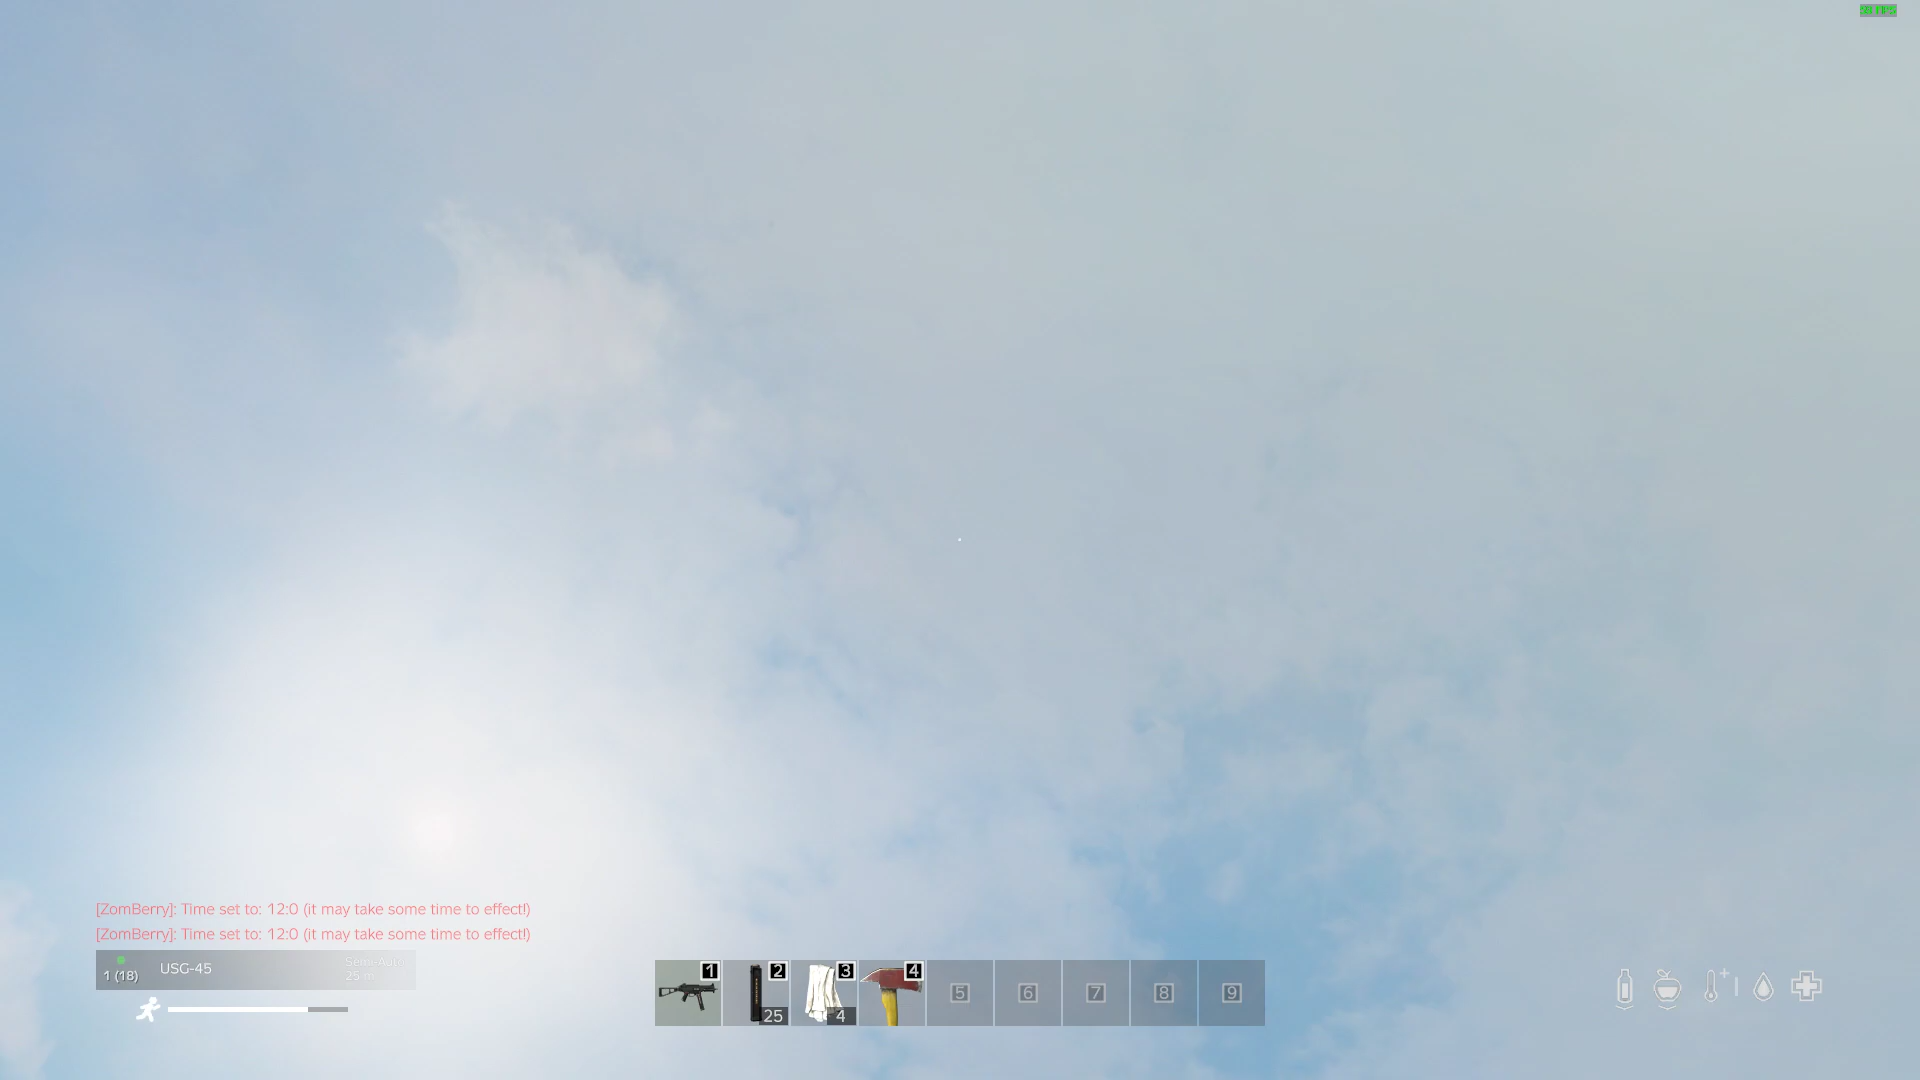 [ZomBerry]: Time set to: 12:0 (it may take some time to effect!)
[ZomBerry]: Time set to: 12:0 (it may take some time to effect!)
1 (18) USG-45
25 m
1 2 3 4 5 6 7 8 9
25 4